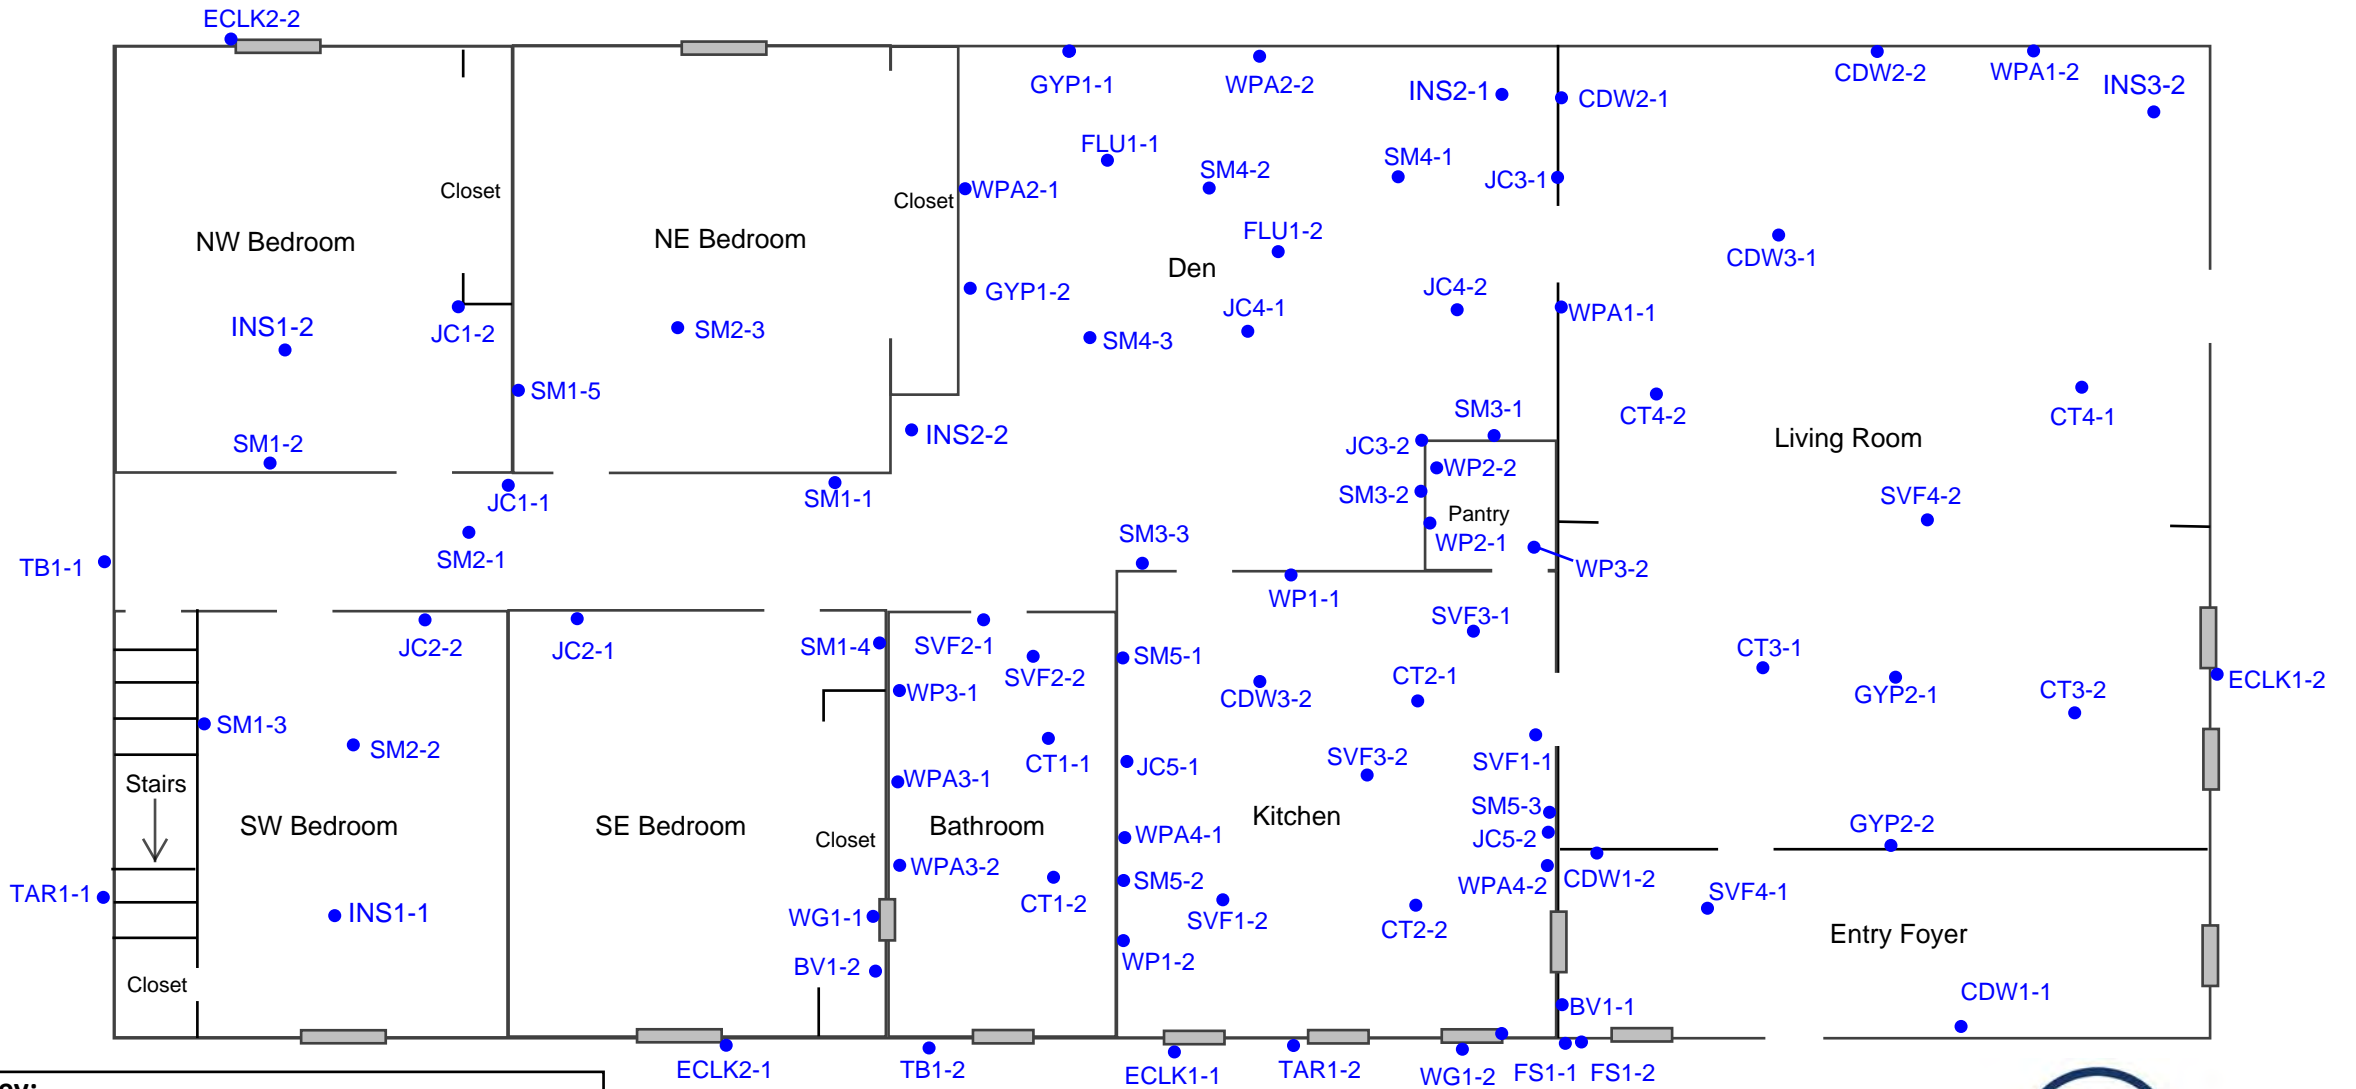 ECLK2-2
GYP1-1
WPA2-2
INS2-1
CDW2-1
CDW2-2
WPA1-2
INS3-2
FLU1-1
SM4-2
SM4-1
JC3-1
Closet
Closet
WPA2-1
NW Bedroom
NE Bedroom
FLU1-2
Den
CDW3-1
GYP1-2
JC4-1
JC4-2
WPA1-1
INS1-2
JC1-2
SM2-3
SM4-3
SM1-5
SM3-1
CT4-2
CT4-1
SM1-2
INS2-2
JC3-2
Living Room
WP2-2
SM1-1
JC1-1
SM3-2
SVF4-2
Pantry
SM3-3
WP2-1
SM2-1
TB1-1
WP3-2
WP1-1
SVF3-1
JC2-2
JC2-1
SM1-4
SVF2-1
SM5-1
CT3-1
SVF2-2
CT2-1
WP3-1
CDW3-2
GYP2-1
CT3-2
ECLK1-2
SM1-3
SM2-2
CT1-1
JC5-1
SVF3-2
SVF1-1
Stairs
WPA3-1
SM5-3
SW Bedroom
SE Bedroom
Closet
Bathroom
WPA4-1
Kitchen
JC5-2
GYP2-2
WPA3-2
SM5-2
WPA4-2
CDW1-2
TAR1-1
INS1-1
WG1-1
CT1-2
SVF1-2
CT2-2
SVF4-1
Entry Foyer
BV1-2
WP1-2
Closet
BV1-1
CDW1-1
ECLK2-1
TB1-2
ECLK1-1
TAR1-2
WG1-2
FS1-1
FS1-2